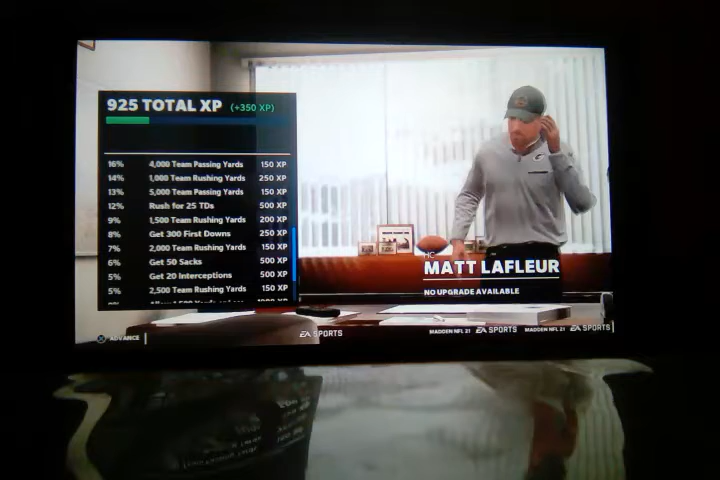 925 TOTAL XP (+350 XP)
16% 4,000 Team Passing Yards 150 XP
14% 1,000 Team Rushing Yards 250 XP
13% 5,000 Team Passing Yards 150 XP
12% Rush for 25 TDs 500 XP
9% 1,500 Team Rushing Yards 200 XP
8% Get 300 First Downs 250 XP
7% 2,000 Team Rushing Yards 150 XP
6% Get 50 Sacks 500 XP
5% Get 20 Interceptions 500 XP
5% 2,500 Team Rushing Yards 150 XP
HC
MATT LAFLEUR
NO UPGRADE AVAILABLE
ADVANCE
EA SPORTS
MADDEN NFL 21 EA SPORTS MADDEN NFL 21 EA SPORTS